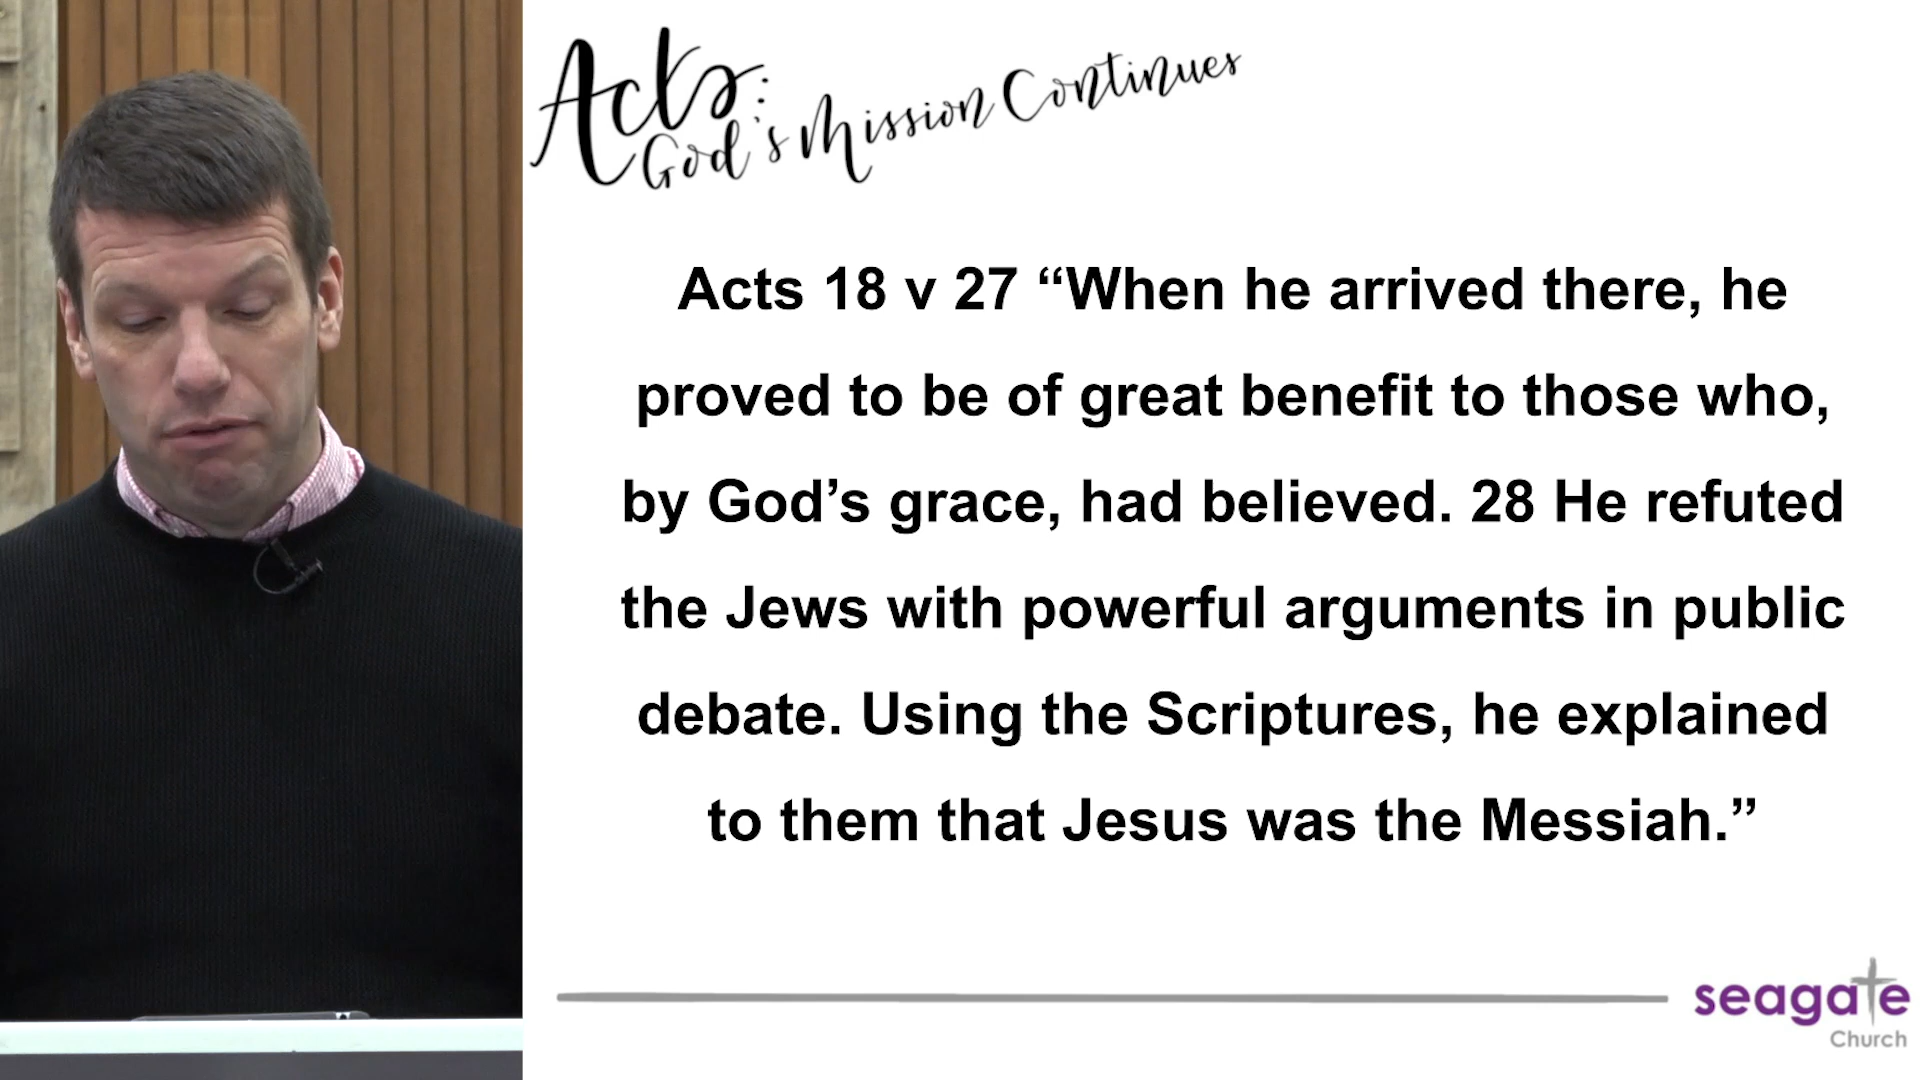 Acts:
God's Mission Continues
Acts 18 v 27 “When he arrived there, he
proved to be of great benefit to those who,
by God’s grace, had believed. 28 He refuted
the Jews with powerful arguments in public
debate. Using the Scriptures, he explained
to them that Jesus was the Messiah.”
seagate
Church